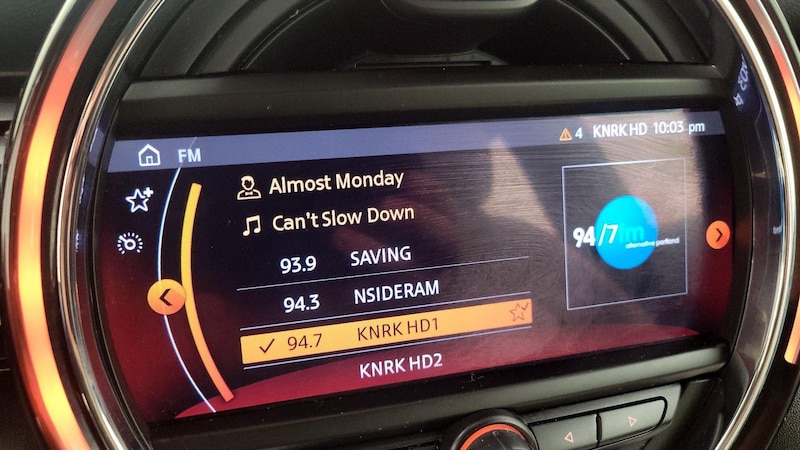 FM
4 KNRK HD 10:03 pm
Almost Monday
Can't Slow Down
94/7fm
alternative portland
93.9 SAVING
94.3 NSIDERAM
94.7 KNRK HD1
KNRK HD2